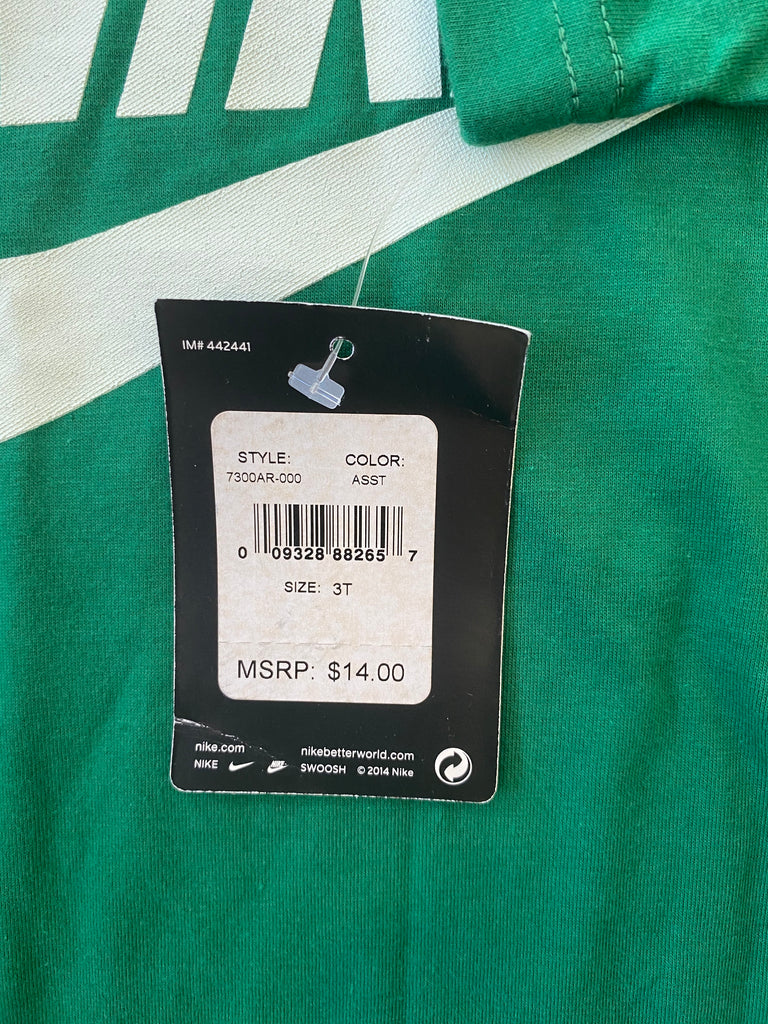 IM# 442441
STYLE: COLOR:
7300AR-000 ASST
0 09328 88265 7
SIZE: 3T
MSRP: $14.00
nike.com nikebetterworld.com
NIKE SWOOSH © 2014 Nike